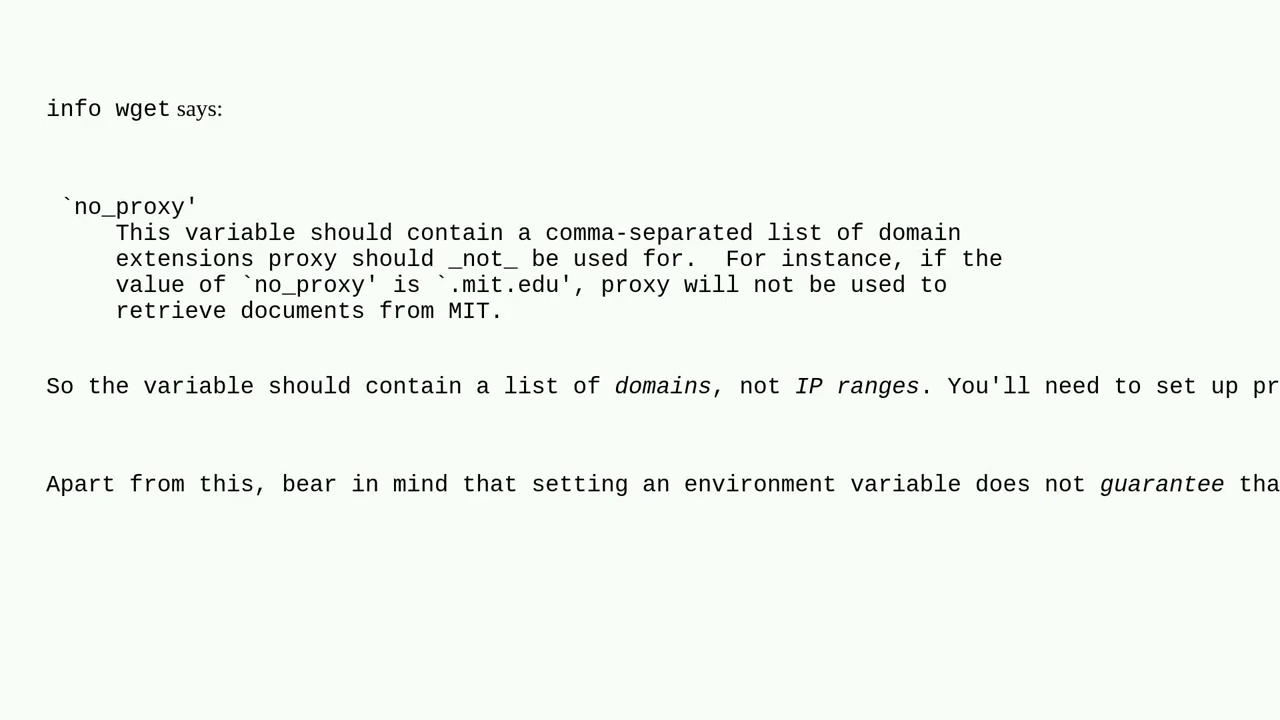 info wget says:
`no_proxy'
This variable should contain a comma-separated list of domain
extensions proxy should _not_ be used for.  For instance, if the
value of `no_proxy' is `.mit.edu', proxy will not be used to
retrieve documents from MIT.
So the variable should contain a list of domains, not IP ranges. You'll need to set up
Apart from this, bear in mind that setting an environment variable does not guarantee